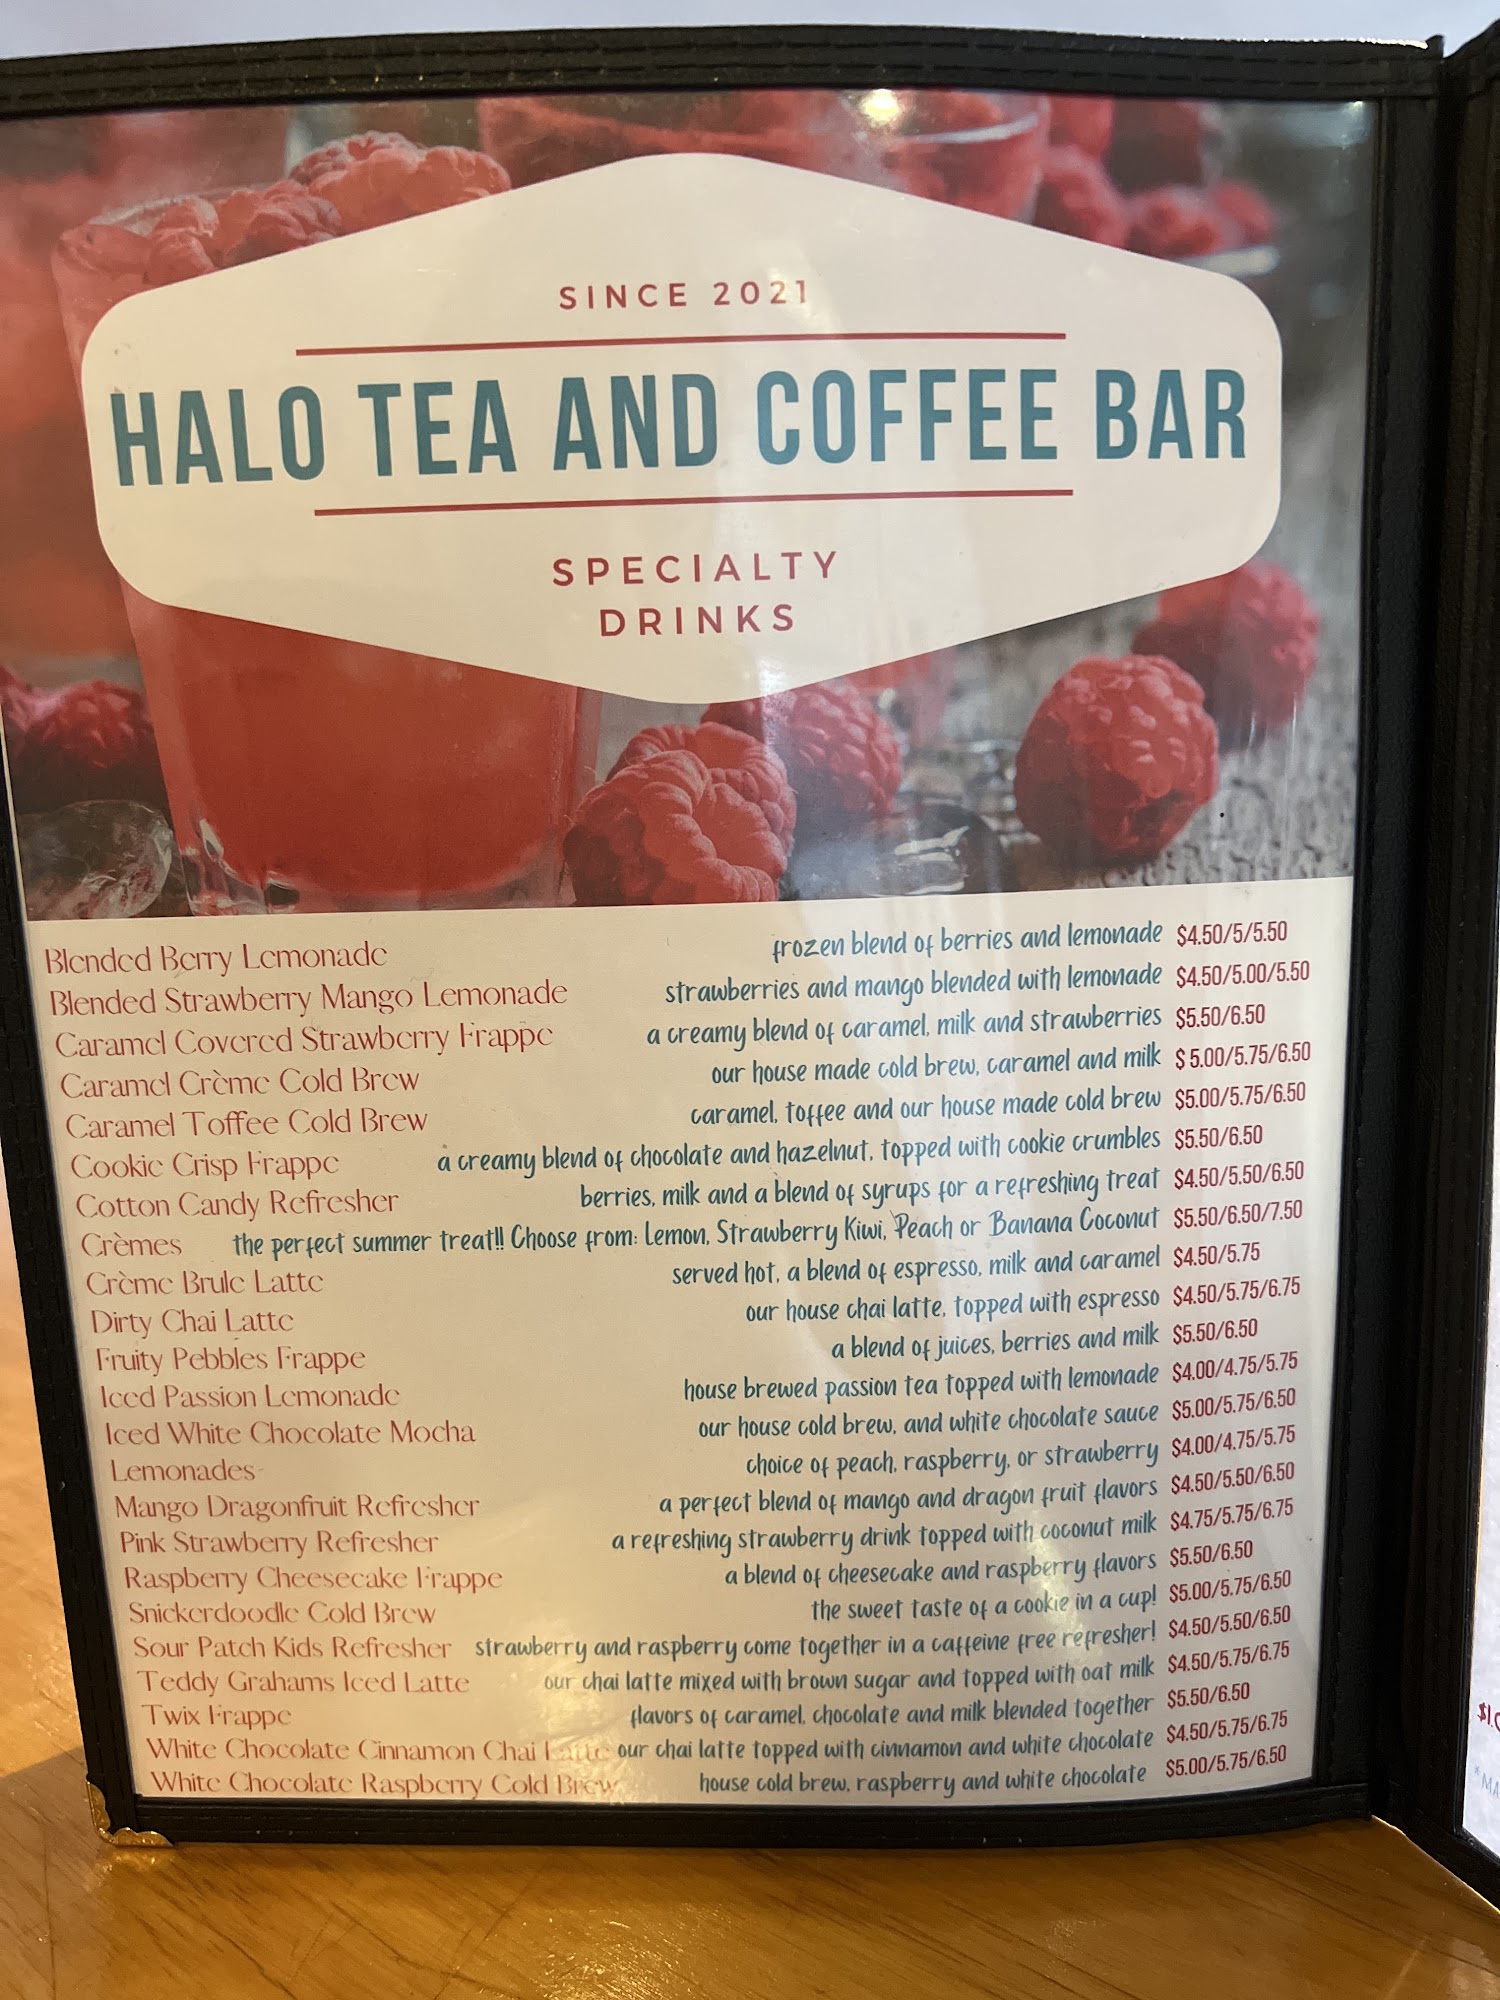 SINCE 2021
HALO TEA AND COFFEE BAR
SPECIALTY
DRINKS
Blended Berry Lemonade frozen blend of berries and lemonade $4.50/5/5.50
Blended Strawberry Mango Lemonade strawberries and mango blended with lemonade $4.50/5.00/5.50
Caramel Covered Strawberry Frappe a creamy blend of caramel, milk and strawberries $5.50/6.50
Caramel Crème Cold Brew our house made cold brew, caramel and milk $ 5.00/5.75/6.50
Caramel Toffee Cold Brew caramel, toffee and our house made cold brew $5.00/5.75/6.50
Cookie Crisp Frappe a creamy blend of chocolate and hazelnut, topped with cookie crumbles $5.50/6.50
Cotton Candy Refresher berries, milk and a blend of syrups for a refreshing treat $4.50/5.50/6.50
Crèmes the perfect summer treat!! Choose from: Lemon, Strawberry Kiwi, Peach or Banana Coconut $5.50/6.50/7.50
Crème Brule Latte served hot, a blend of espresso, milk and caramel $4.50/5.75
Dirty Chai Latte our house chai latte, topped with espresso $4.50/5.75/6.75
Fruity Pebbles Frappe a blend of juices, berries and milk $5.50/6.50
Iced Passion Lemonade house brewed passion tea topped with lemonade $4.00/4.75/5.75
Iced White Chocolate Mocha our house cold brew, and white chocolate sauce $5.00/5.75/6.50
Lemonades choice of peach, raspberry, or strawberry $4.00/4.75/5.75
Mango Dragonfruit Refresher a perfect blend of mango and dragon fruit flavors $4.50/5.50/6.50
Pink Strawberry Refresher a refreshing strawberry drink topped with coconut milk $4.75/5.75/6.75
Raspberry Cheesecake Frappe a blend of cheesecake and raspberry flavors $5.50/6.50
Snickerdoodle Cold Brew the sweet taste of a cookie in a cup! $5.00/5.75/6.50
Sour Patch Kids Refresher strawberry and raspberry come together in a caffeine free refresher! $4.50/5.50/6.50
Teddy Grahams Iced Latte our chai latte mixed with brown sugar and topped with oat milk $4.50/5.75/6.75
Twix Frappe flavors of caramel, chocolate and milk blended together $5.50/6.50
White Chocolate Cinnamon Chai Latte our chai latte topped with cinnamon and white chocolate $4.50/5.75/6.75
White Chocolate Raspberry Cold Brew house cold brew, raspberry and white chocolate $5.00/5.75/6.50